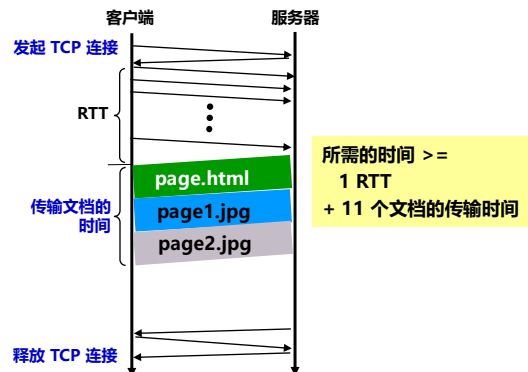 客户端
服务器
发起 TCP 连接
RTT
page.html
page1.jpg
page2.jpg
传输文档的
时间
所需的时间 >=
1 RTT
+ 11 个文档的传输时间
释放 TCP 连接